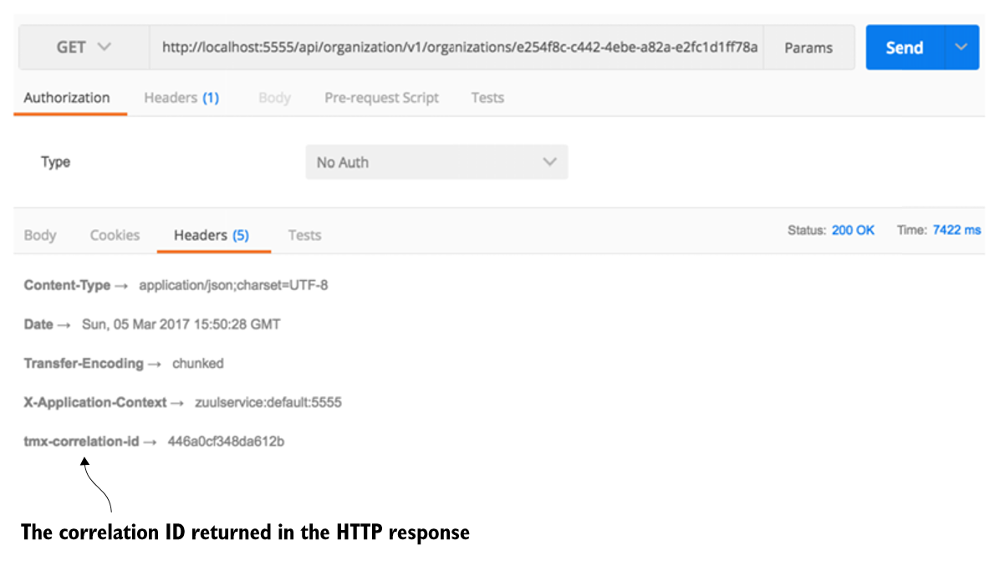 GET http://localhost:5555/api/organization/v1/organizations/e254f8c-c442-4ebe-a82a-e2fc1d1ff78a Params Send
Authorization Headers (1) Body Pre-request Script Tests
Type No Auth
Body Cookies Headers (5) Tests Status: 200 OK Time: 7422 ms
Content-Type → application/json;charset=UTF-8
Date → Sun, 05 Mar 2017 15:50:28 GMT
Transfer-Encoding → chunked
X-Application-Context → zuulservice:default:5555
tmx-correlation-id → 446a0cf348da612b
The correlation ID returned in the HTTP response